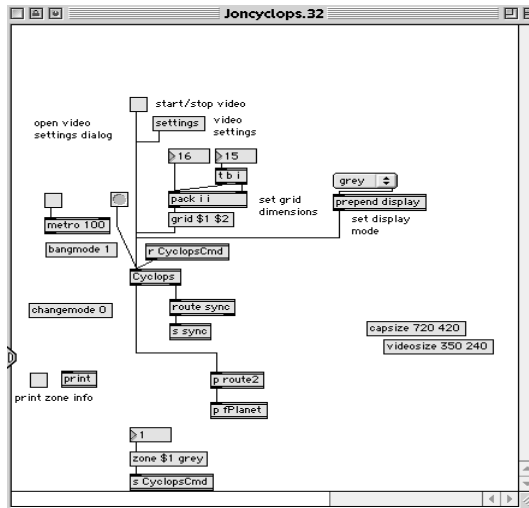 Joncyclops.32
start/stop video
open video
settings dialog
settings
video
settings
16
15
t b i
grey
pack i i
set grid
dimensions
prepend display
set display
mode
metro 100
grid $1 $2
bangmode 1
r CyclopsCmd
Cyclops
changemode 0
route sync
s sync
capsize 720 420
videosize 350 240
print
print zone info
p route2
p fPlanet
1
zone $1 grey
s CyclopsCmd